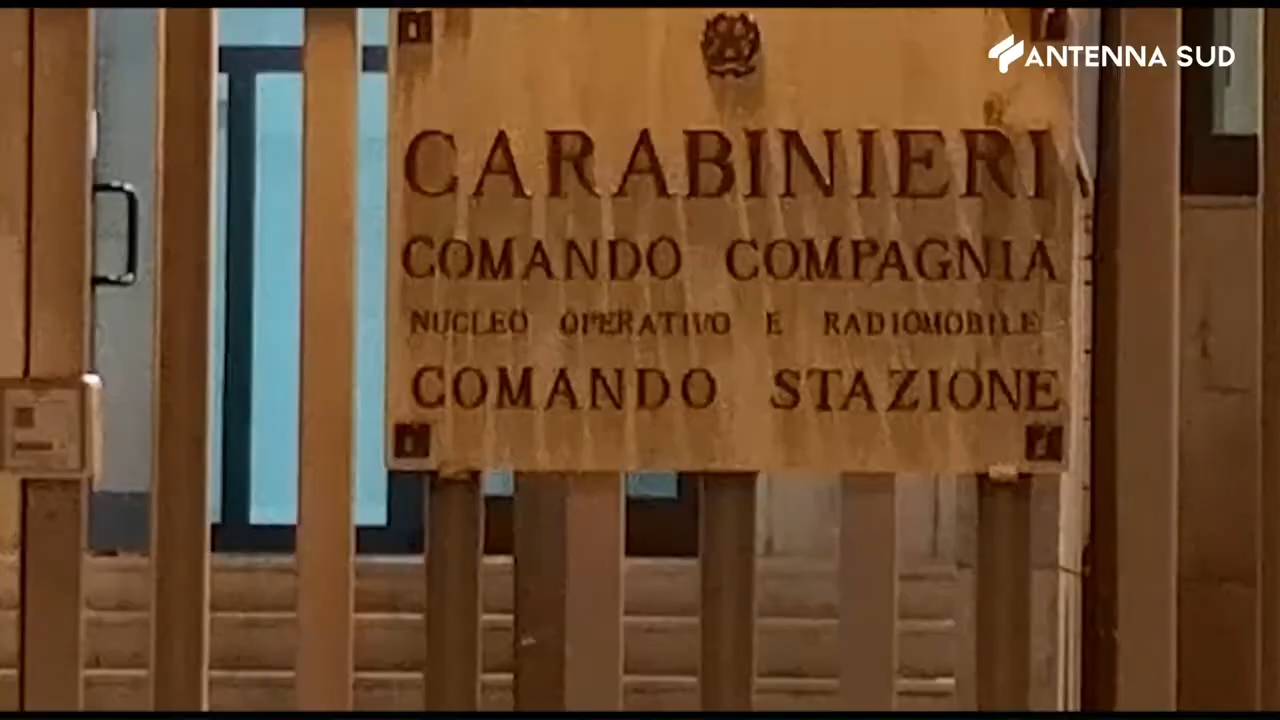 ANTENNA SUD
CARABINIERI
COMANDO COMPAGNIA
NUCLEO OPERATIVO E RADIOMOBILE
COMANDO STAZIONE